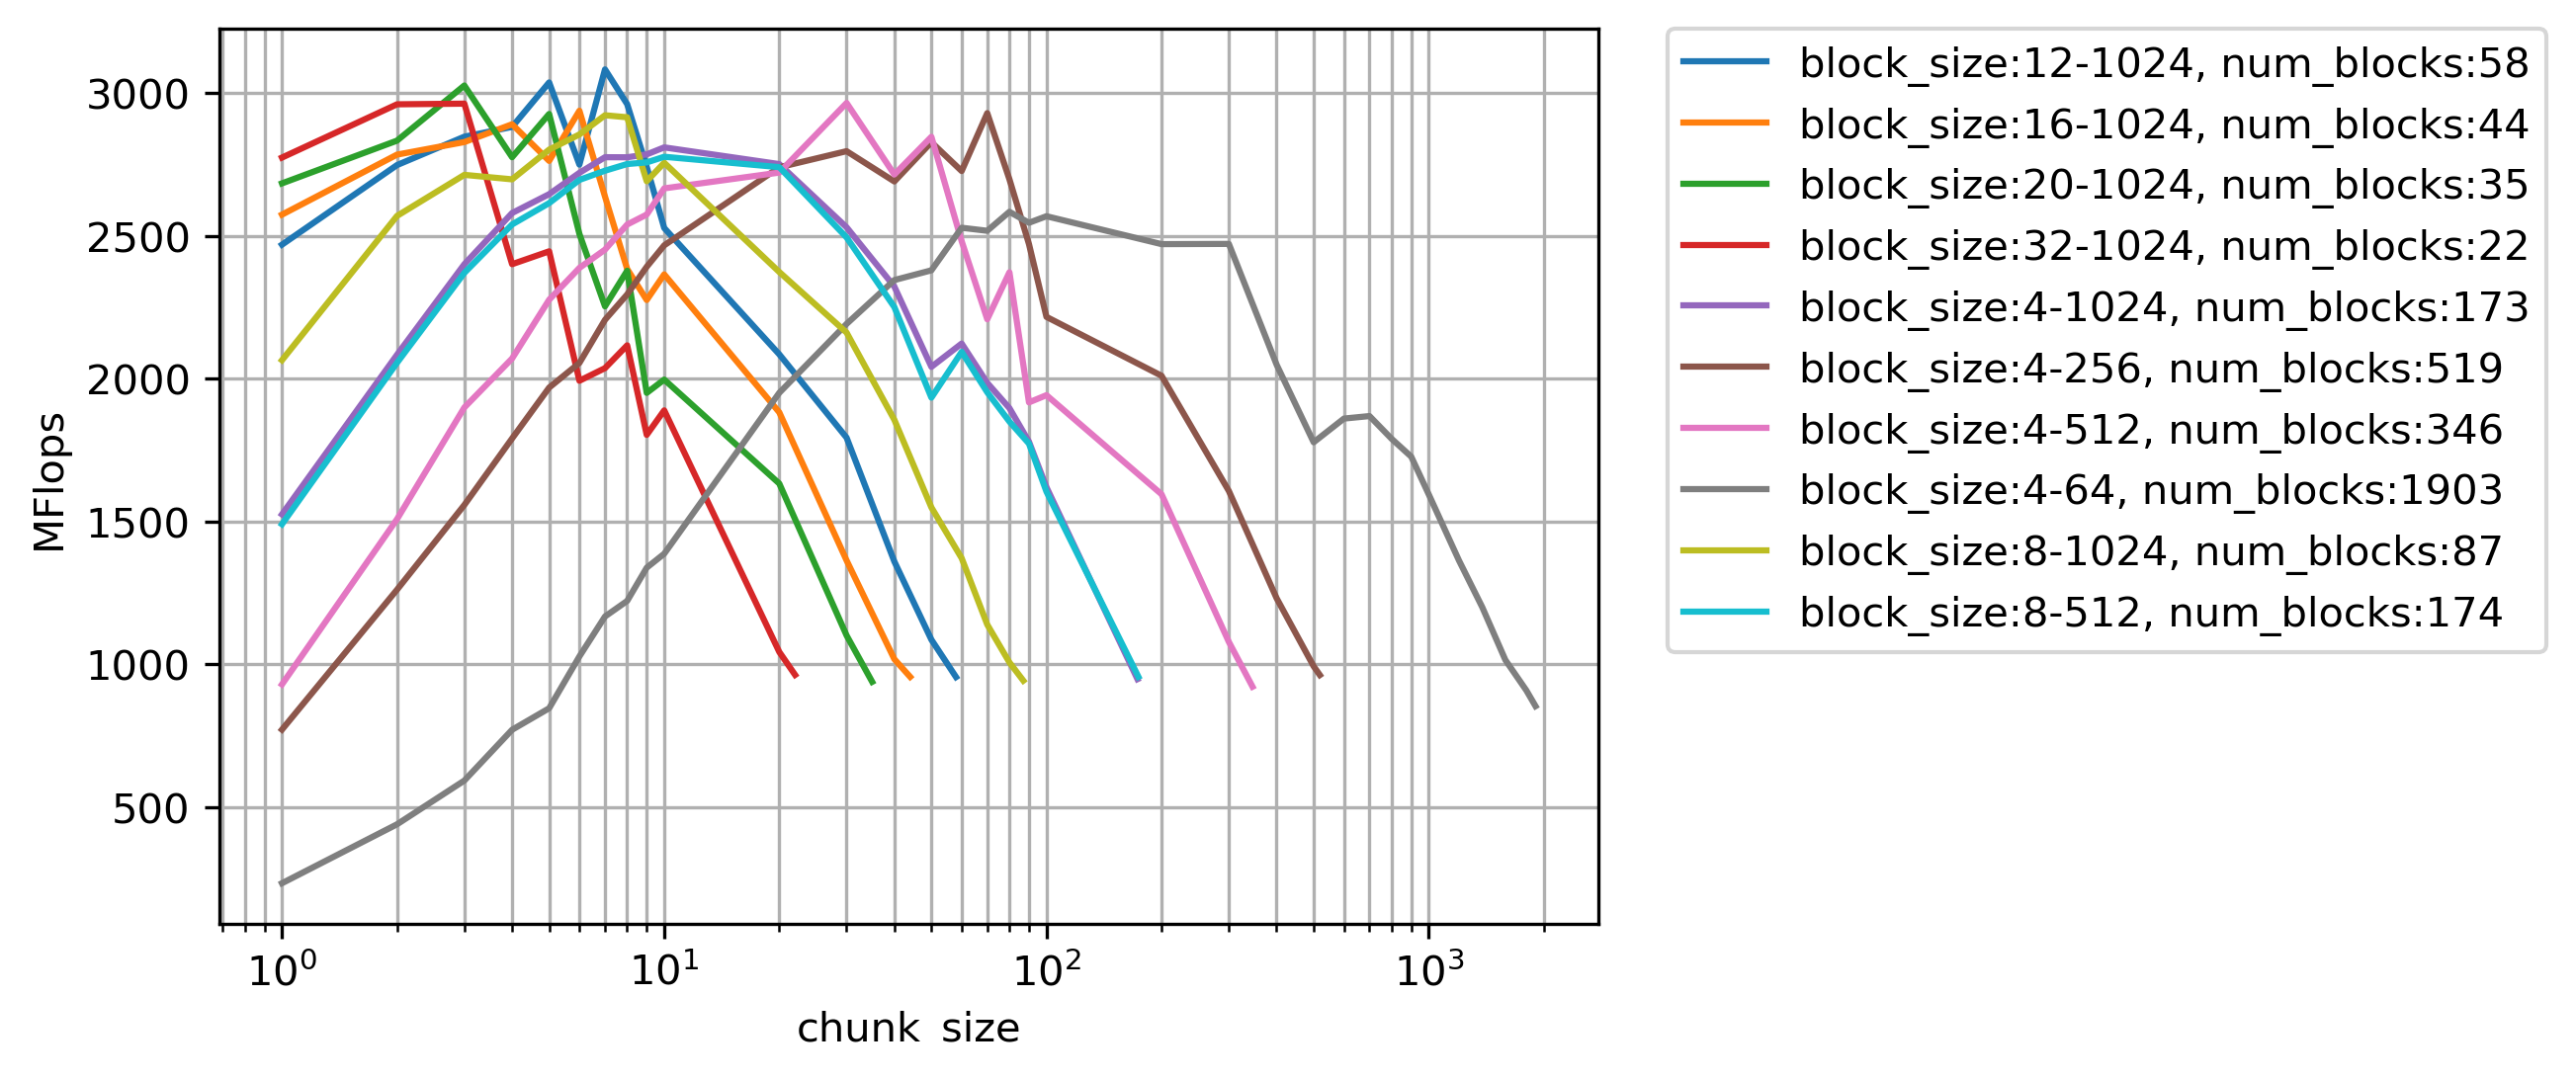 3000
2500
2000
1500
1000
500
MFlops
10⁰ 10¹ 10² 10³
chunk size
block_size:12-1024, num_blocks:58
block_size:16-1024, num_blocks:44
block_size:20-1024, num_blocks:35
block_size:32-1024, num_blocks:22
block_size:4-1024, num_blocks:173
block_size:4-256, num_blocks:519
block_size:4-512, num_blocks:346
block_size:4-64, num_blocks:1903
block_size:8-1024, num_blocks:87
block_size:8-512, num_blocks:174